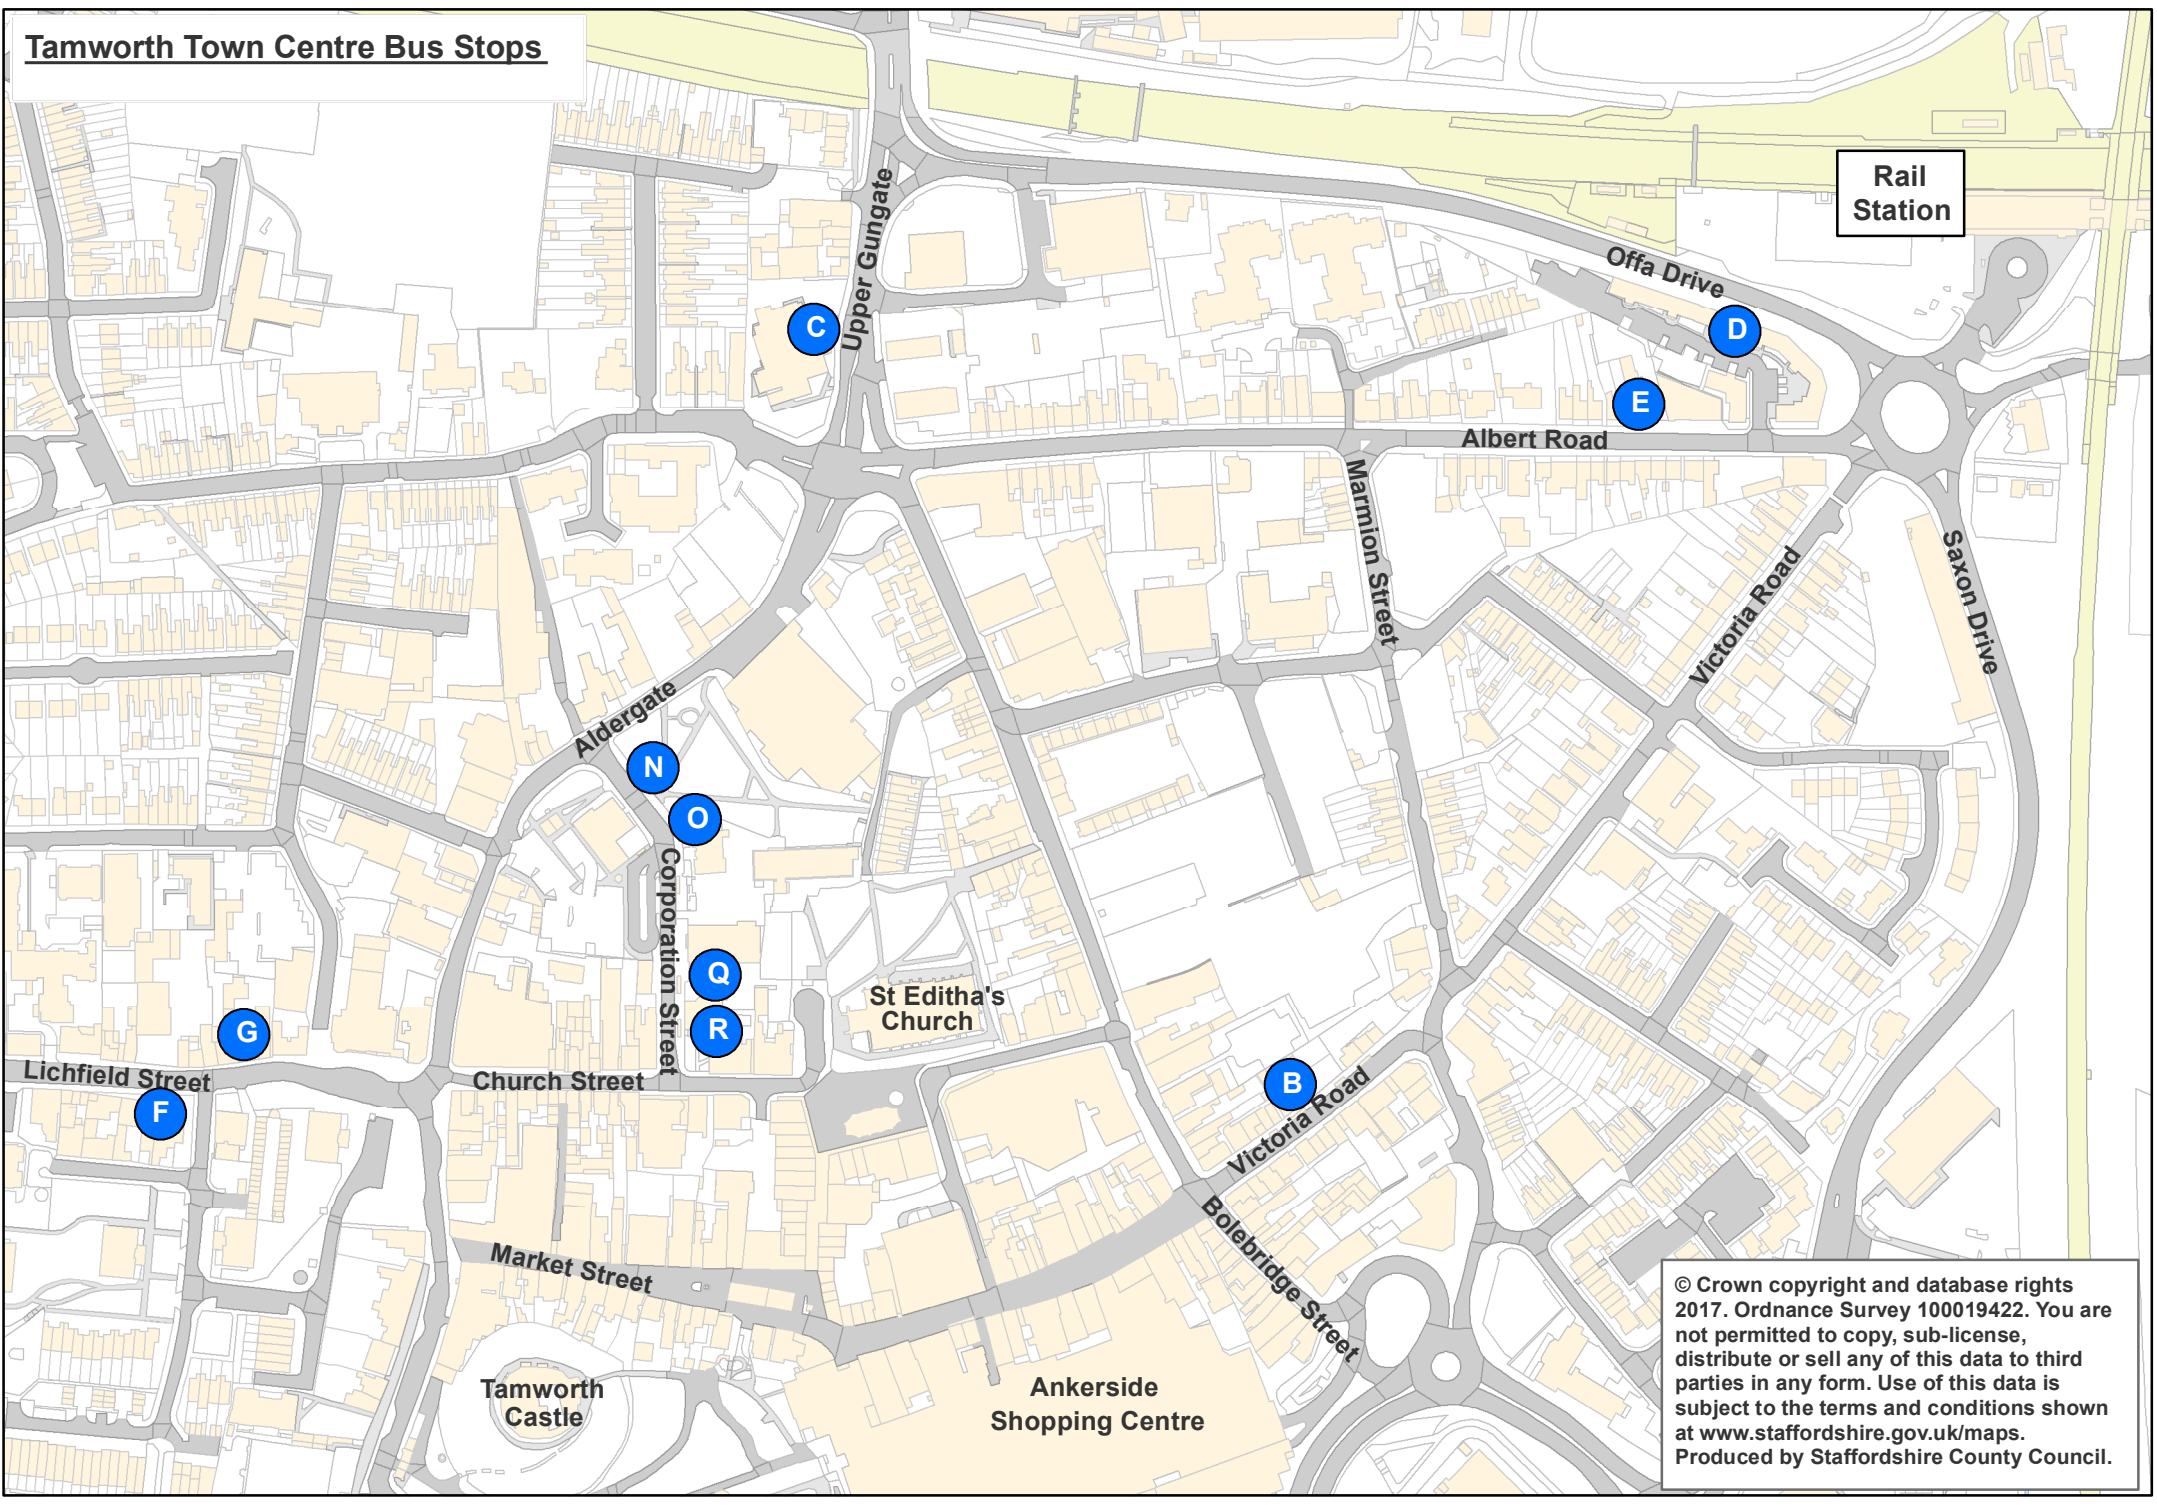 Tamworth Town Centre Bus Stops
Rail
Station
Upper Gungate
Offa Drive
C
D
E
Albert Road
Marmion Street
Victoria Road
Saxon Drive
Aldergate
N
O
Corporation Street
Q
R
St Editha's
Church
G
Lichfield Street
F
Church Street
B
Victoria Road
Bolebridge Street
Market Street
Tamworth
Castle
Ankerside
Shopping Centre
© Crown copyright and database rights
2017. Ordnance Survey 100019422. You are
not permitted to copy, sub-license,
distribute or sell any of this data to third
parties in any form. Use of this data is
subject to the terms and conditions shown
at www.staffordshire.gov.uk/maps.
Produced by Staffordshire County Council.